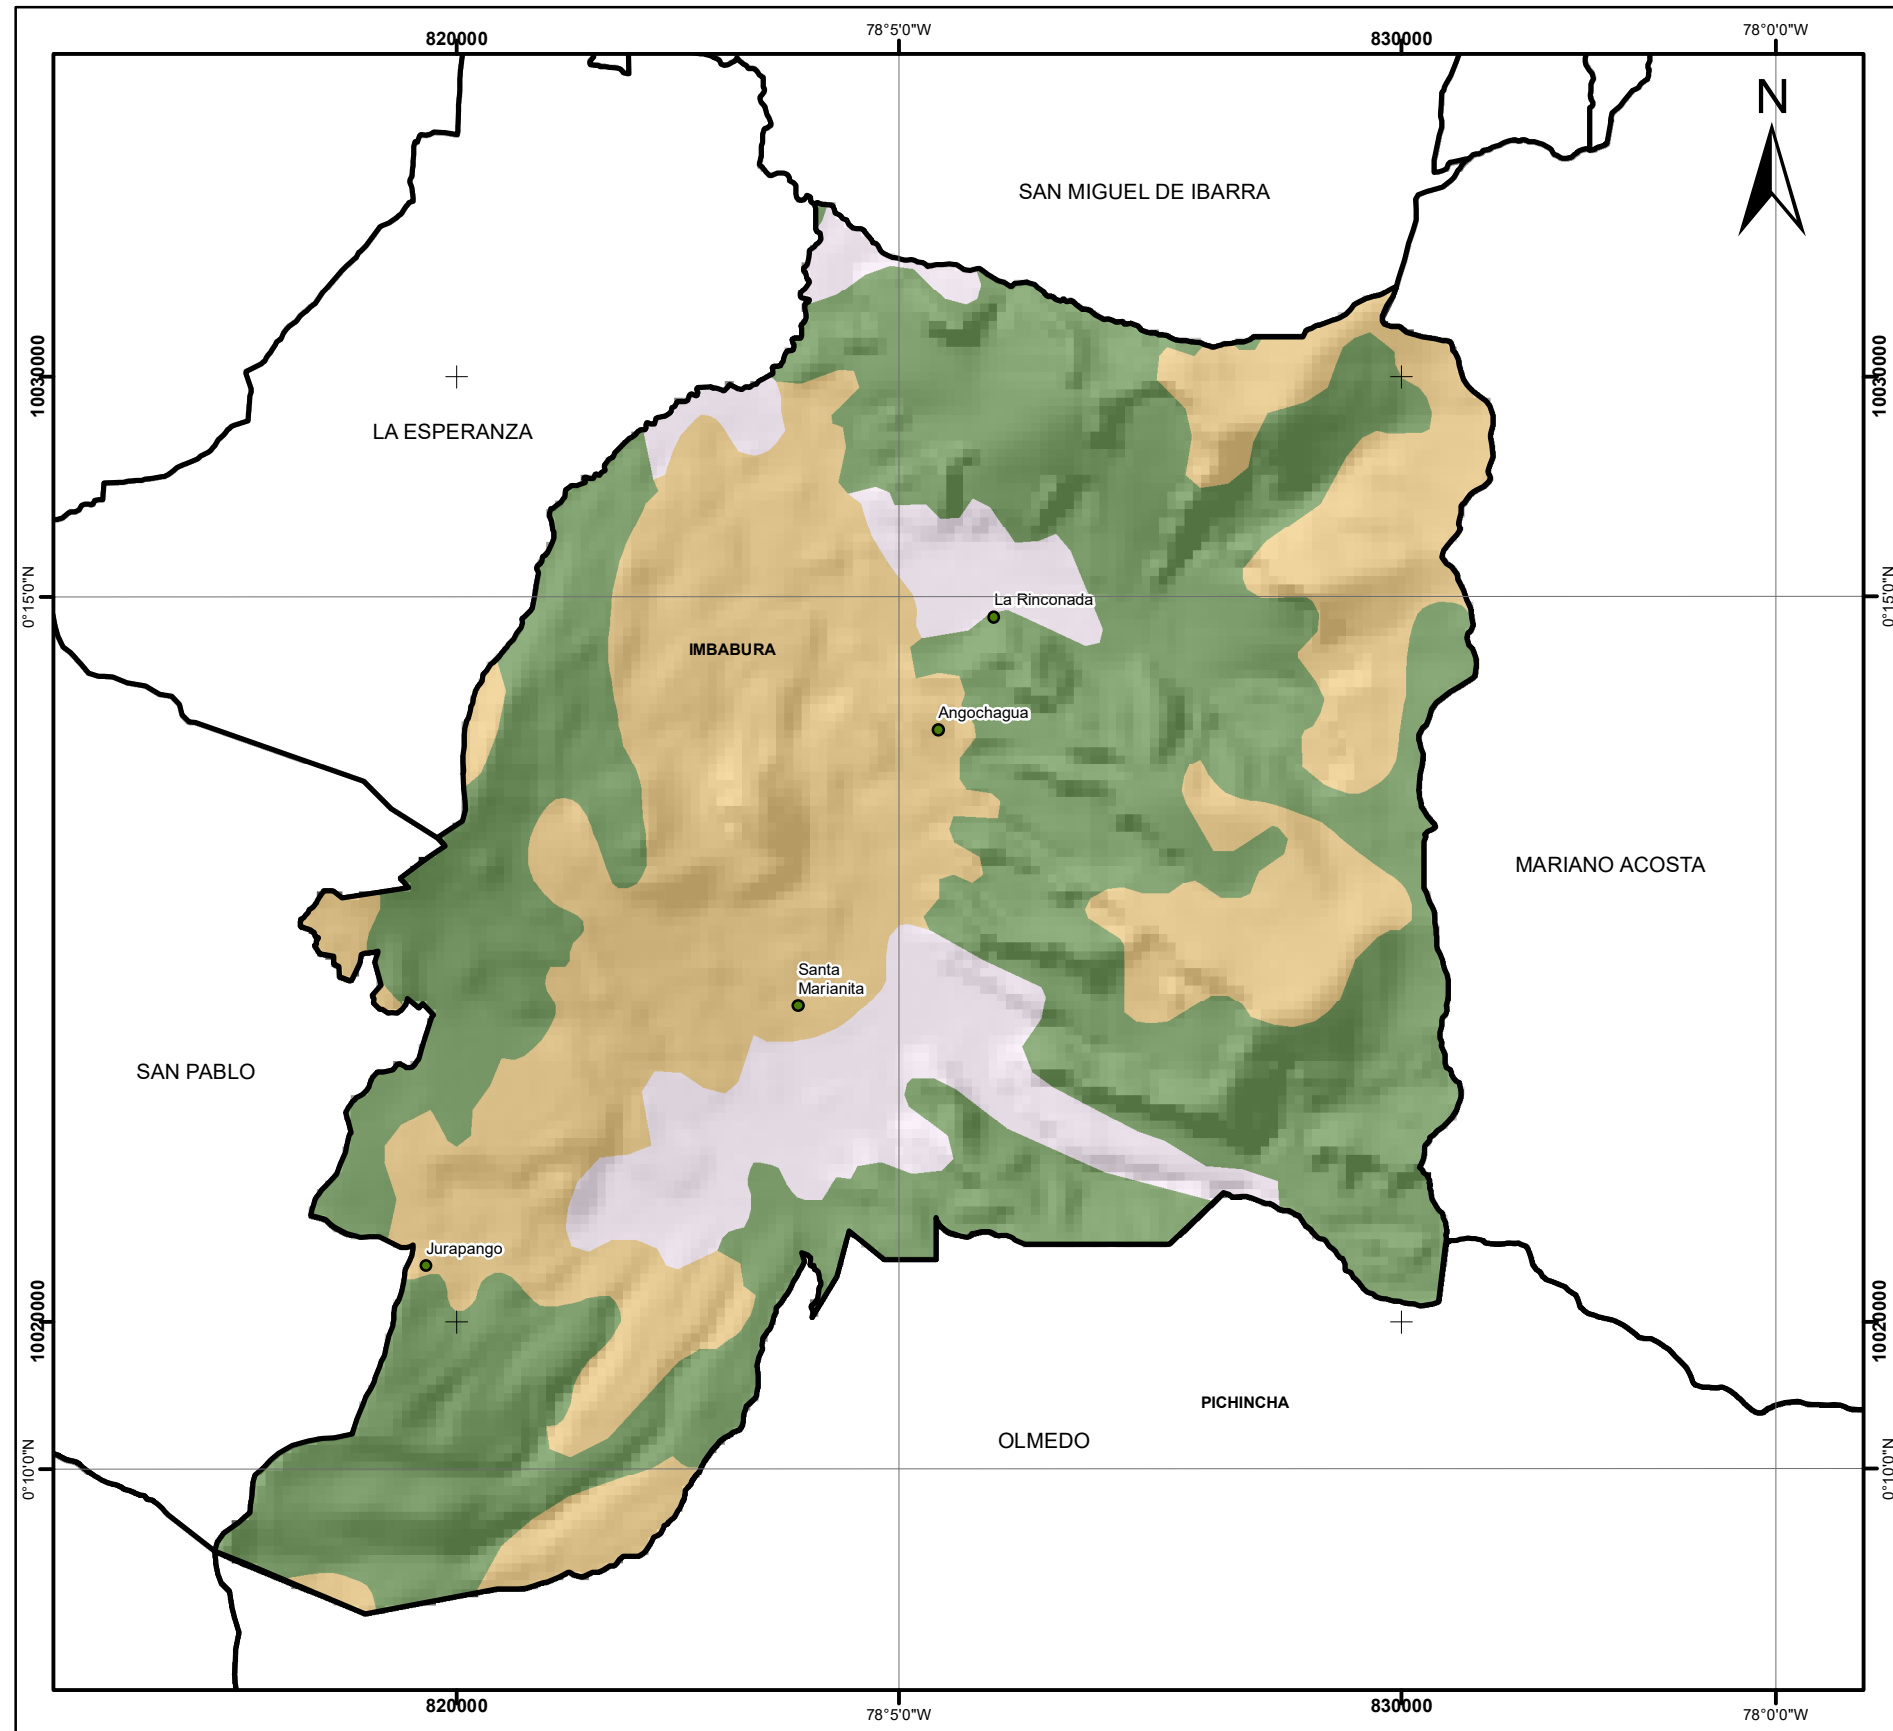 78°5'0"W
78°0'0"W
820000
830000
N
SAN MIGUEL DE IBARRA
10030000
10030000
LA ESPERANZA
0°15'0"N
0°15'0"N
La Rinconada
IMBABURA
Angochagua
MARIANO ACOSTA
Santa
Marianita
SAN PABLO
Jurapango
10020000
10020000
PICHINCHA
OLMEDO
0°10'0"N
0°10'0"N
820000
830000
78°5'0"W
78°0'0"W